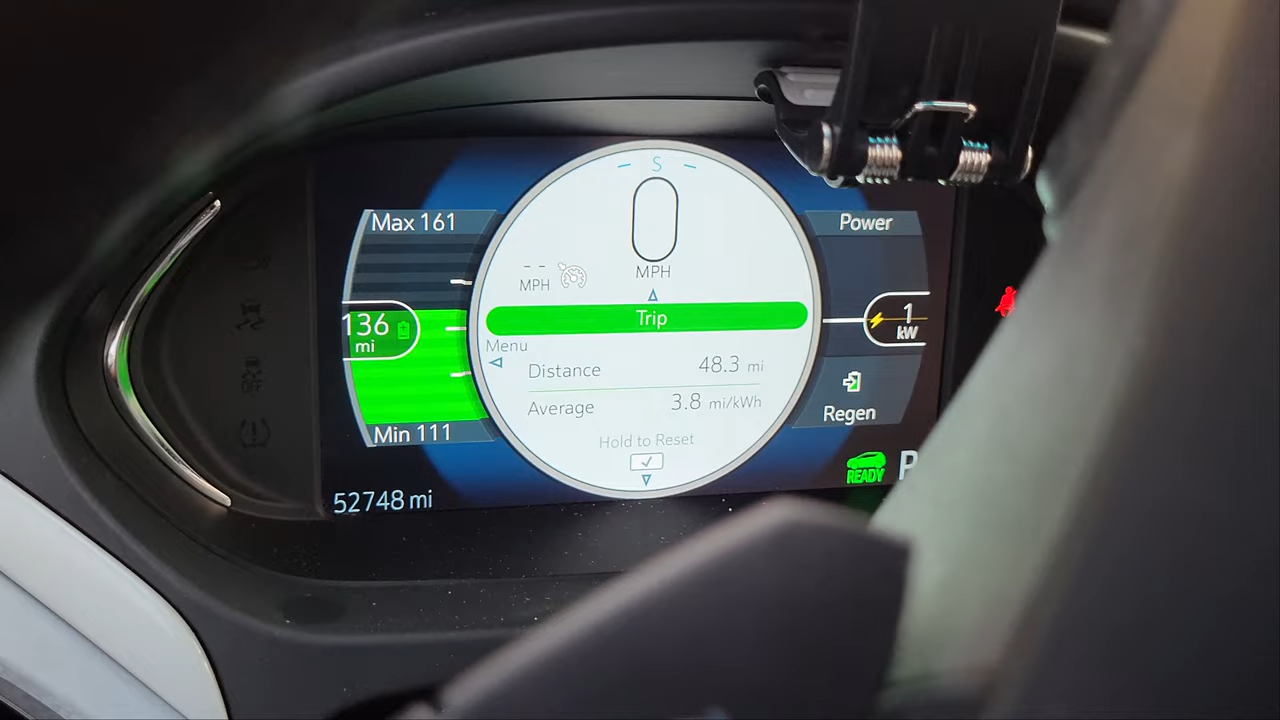 S
Max 161
Power
0
MPH
-- MPH
136 mi
Trip
1 kW
Menu
Distance 48.3 mi
Average 3.8 mi/kWh
Regen
Min 111
Hold to Reset
READY
P
52748 mi